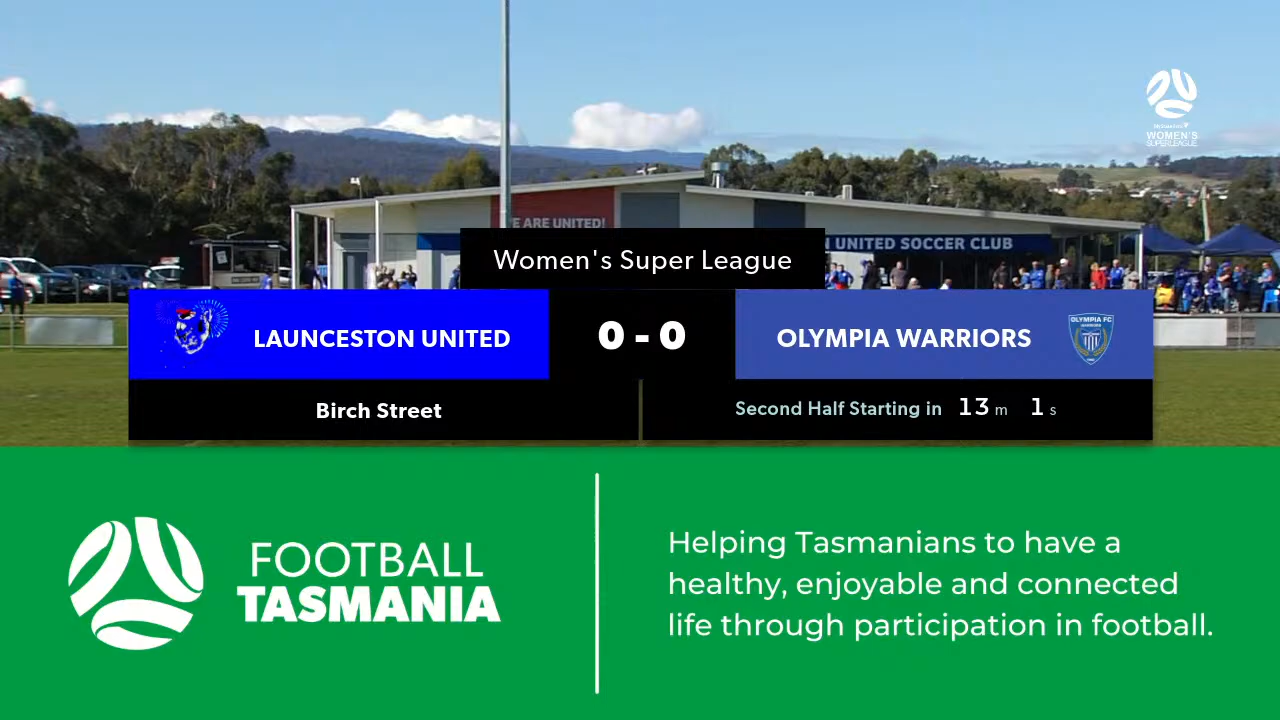 WOMEN'S
SUPER LEAGUE
E ARE UNITED!
N UNITED SOCCER CLUB
Women's Super League
LAUNCESTON UNITED
0 - 0
OLYMPIA WARRIORS
OLYMPIA FC
WARRIORS
Birch Street
Second Half Starting in 13 m 1 s
FOOTBALL
TASMANIA
Helping Tasmanians to have a
healthy, enjoyable and connected
life through participation in football.